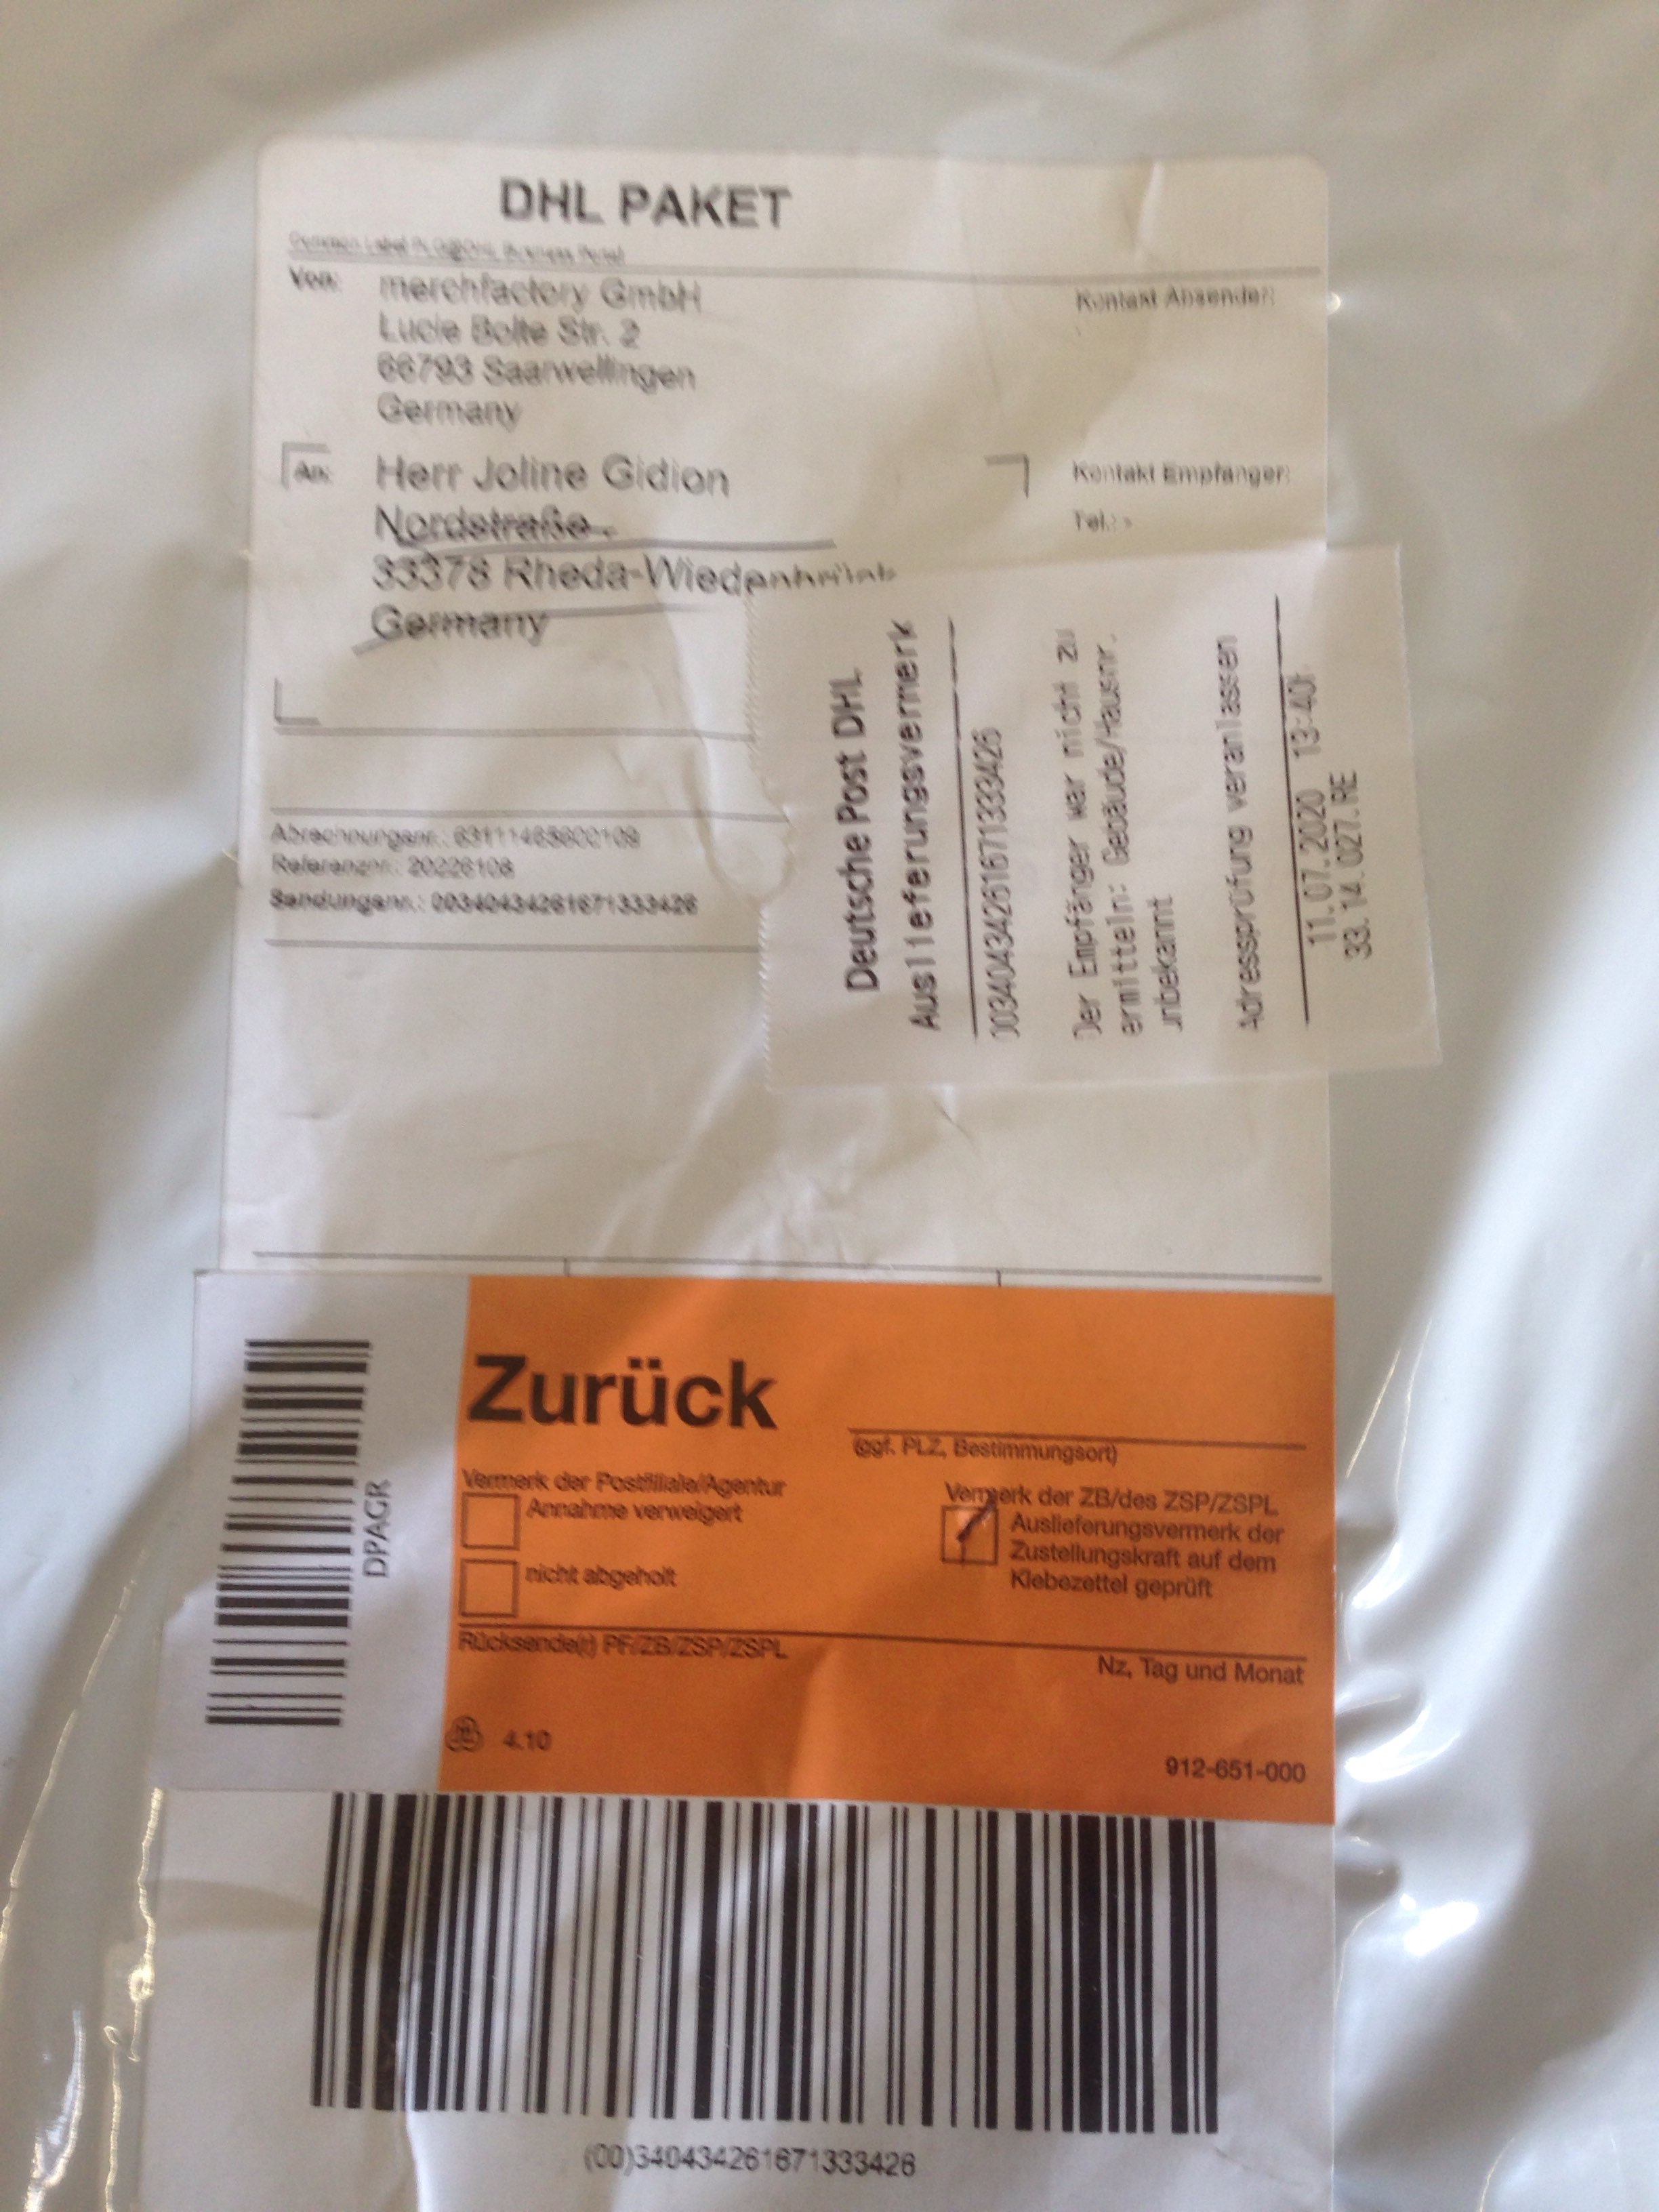 DHL PAKET
Von: merchfactory GmbH
Lucie Bolte Str. 2
66793 Saarwellingen
Germany
Kontakt Absender:
An: Herr Joline Gidion
Nordstraße .
33378 Rheda-Wiedenbrück
Germany
Kontakt Empfänger:
Tel.:
Abrechnungsnr.: 63111465600109
Referenznr.: 20226108
Sendungsnr.: 00340434261671333426
Deutsche Post DHL
Auslieferungsvermerk
00340434261671333426
Der Empfänger war nicht zu
ermitteln: Gebäude/Hausnr.
unbekannt
Adressprüfung veranlassen
11.07.2020 13:40
33.14.027.RE
DPAGR
Zurück
(ggf. PLZ, Bestimmungsort)
Vermerk der Postfiliale/Agentur
Annahme verweigert
nicht abgeholt
Vermerk der ZB/des ZSP/ZSPL
Auslieferungsvermerk der
Zustellungskraft auf dem
Klebezettel geprüft
Rücksende(r) PF/ZB/ZSP/ZSPL
Nz, Tag und Monat
4.10
912-651-000
(00)340434261671333426